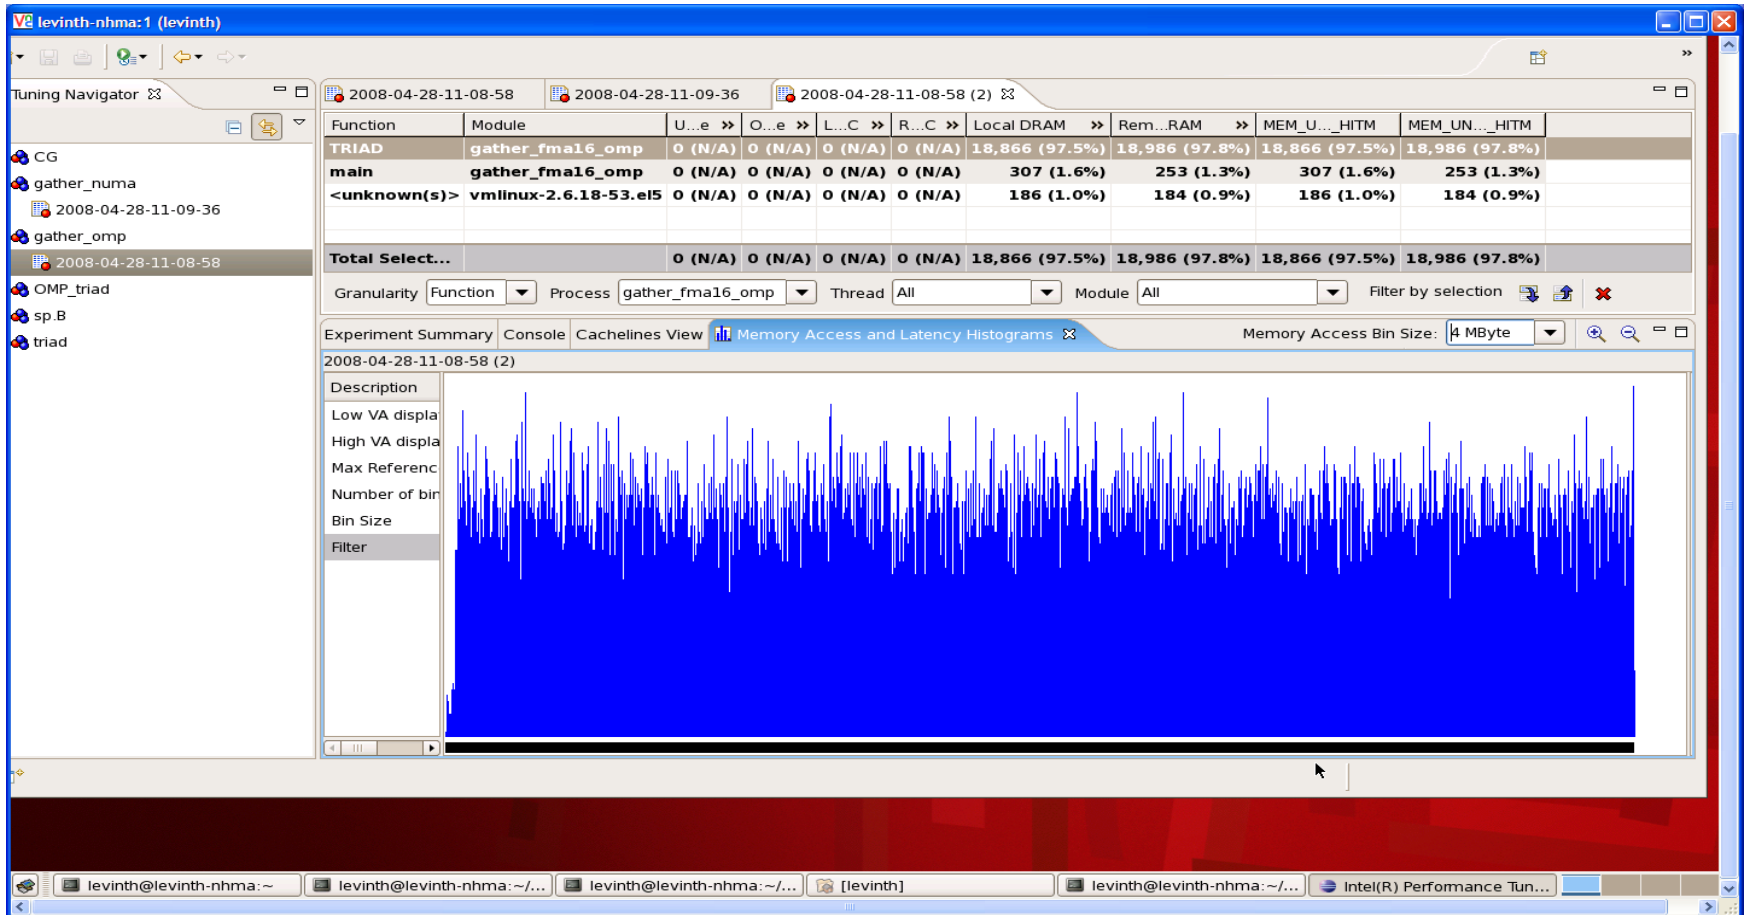 levinth-nhma:1 (levinth)
Tuning Navigator
2008-04-28-11-08-58
2008-04-28-11-09-36
2008-04-28-11-08-58 (2)
CG
gather_numa
2008-04-28-11-09-36
gather_omp
2008-04-28-11-08-58
OMP_triad
sp.B
triad
Function Module U...e » O...e » L...C » R...C » Local DRAM » Rem...RAM » MEM_U..._HITM MEM_UN..._HITM
TRIAD gather_fma16_omp 0 (N/A) 0 (N/A) 0 (N/A) 0 (N/A) 18,866 (97.5%) 18,986 (97.8%) 18,866 (97.5%) 18,986 (97.8%)
main gather_fma16_omp 0 (N/A) 0 (N/A) 0 (N/A) 0 (N/A) 307 (1.6%) 253 (1.3%) 307 (1.6%) 253 (1.3%)
<unknown(s)> vmlinux-2.6.18-53.el5 0 (N/A) 0 (N/A) 0 (N/A) 0 (N/A) 186 (1.0%) 184 (0.9%) 186 (1.0%) 184 (0.9%)
Total Select... 0 (N/A) 0 (N/A) 0 (N/A) 0 (N/A) 18,866 (97.5%) 18,986 (97.8%) 18,866 (97.5%) 18,986 (97.8%)
Granularity Function Process gather_fma16_omp Thread All Module All Filter by selection
Experiment Summary Console Cachelines View Memory Access and Latency Histograms Memory Access Bin Size: 4 MByte
2008-04-28-11-08-58 (2)
Description
Low VA displa
High VA displa
Max Referenc
Number of bin
Bin Size
Filter
levinth@levinth-nhma:~ levinth@levinth-nhma:~/... levinth@levinth-nhma:~/... [levinth] levinth@levinth-nhma:~/... Intel(R) Performance Tun...